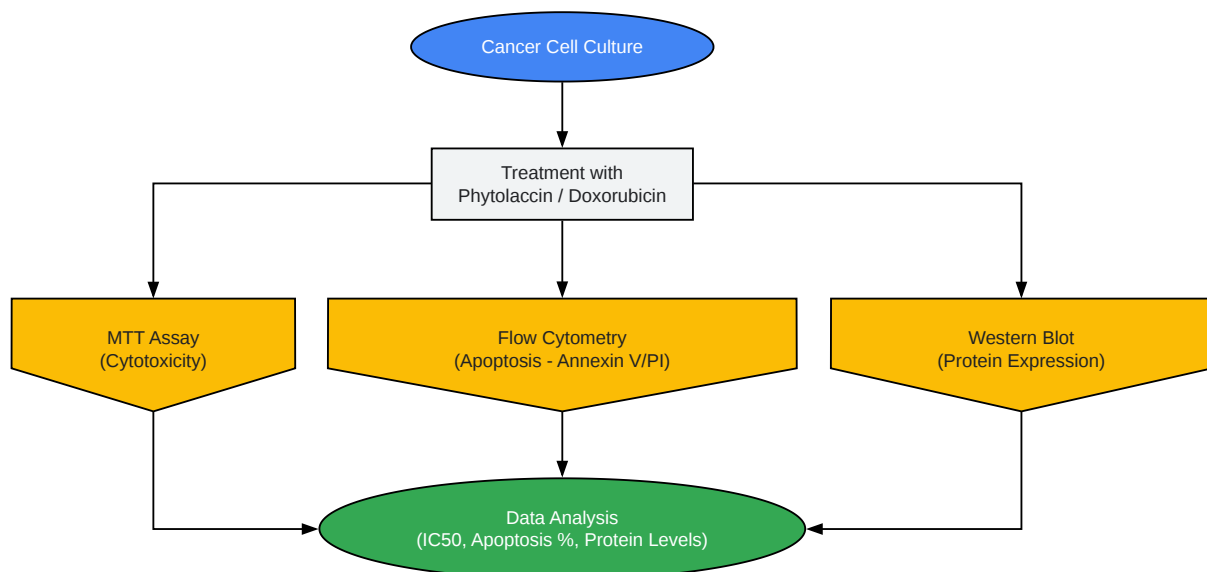 Cancer Cell Culture
Treatment with
Phytolaccin / Doxorubicin
MTT Assay
(Cytotoxicity)
Flow Cytometry
(Apoptosis - Annexin V/PI)
Western Blot
(Protein Expression)
Data Analysis
(IC50, Apoptosis %, Protein Levels)